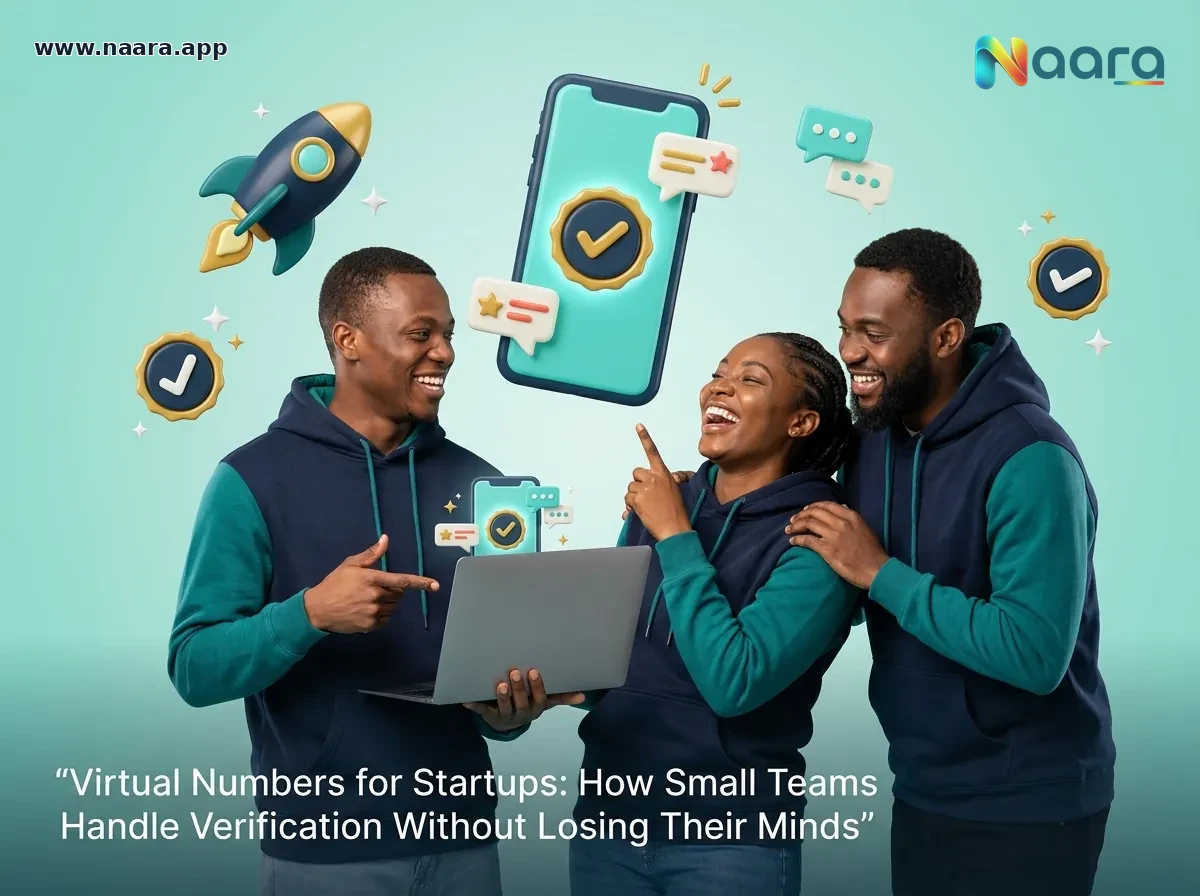 www.naara.app
Naara
“Virtual Numbers for Startups: How Small Teams
Handle Verification Without Losing Their Minds”